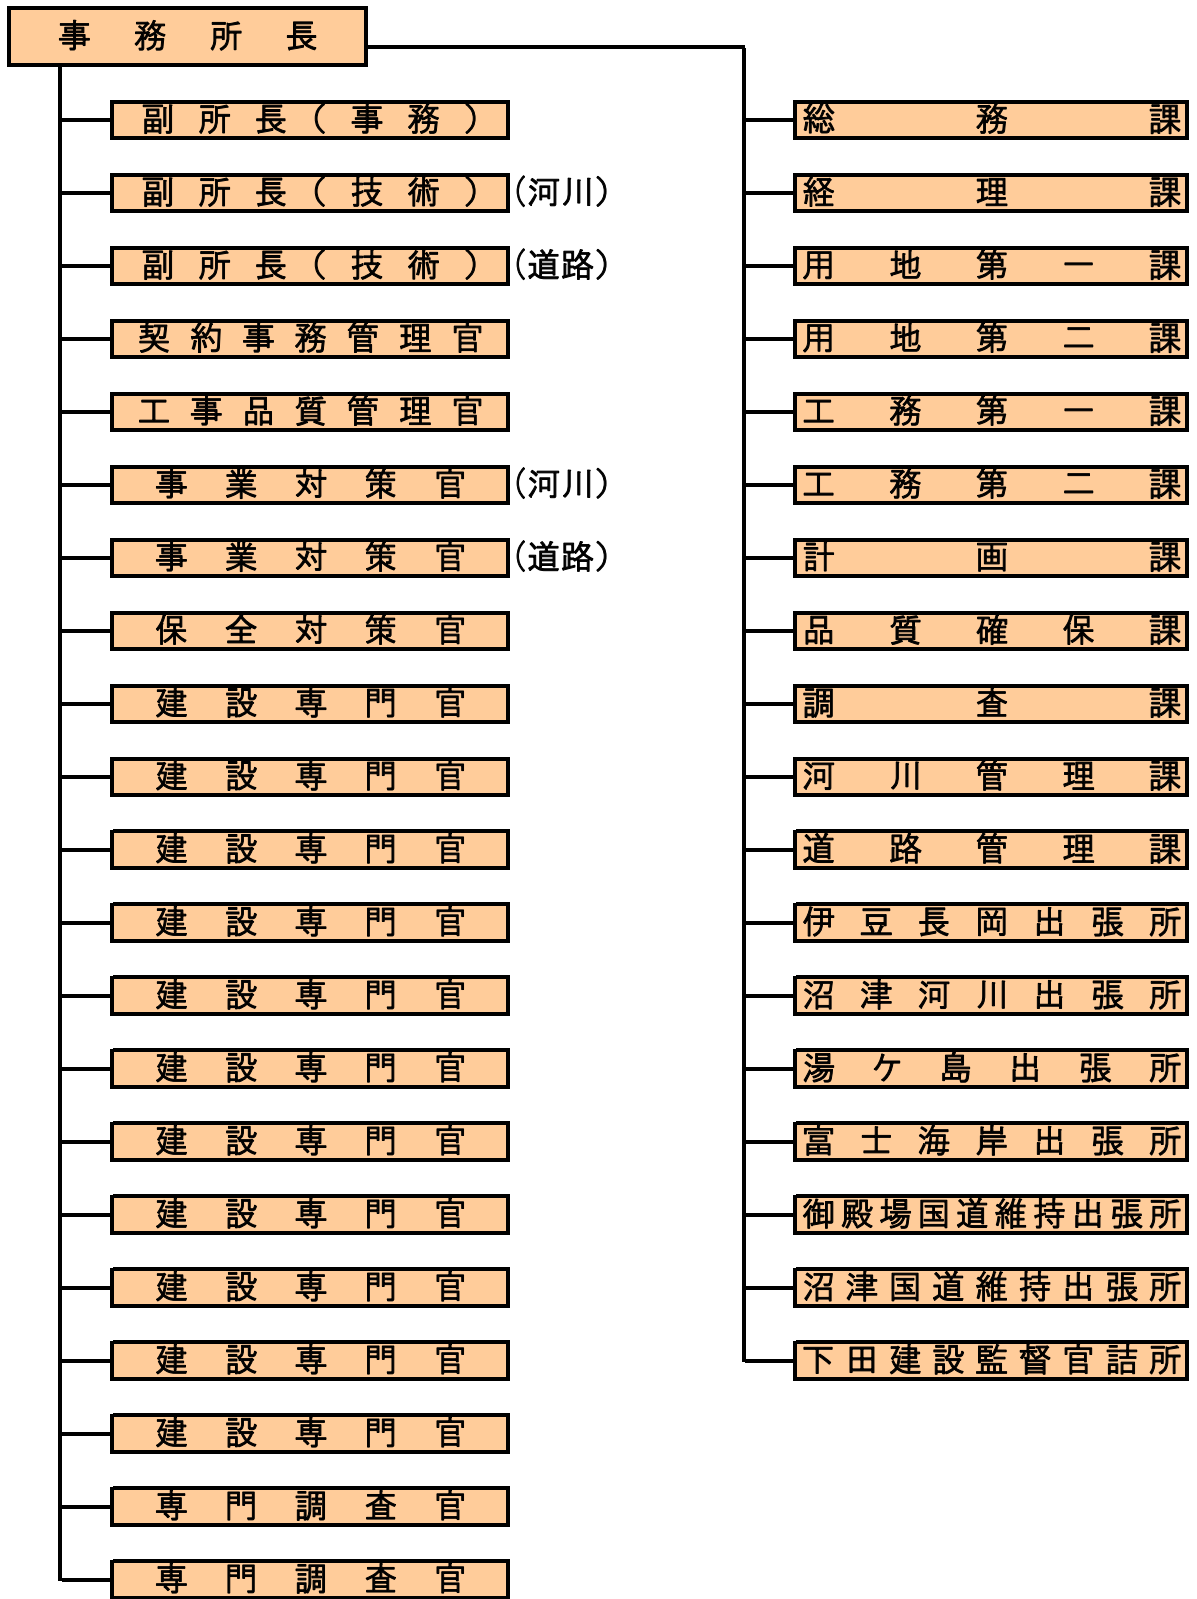 事務所長
副所長（事務）
副所長（技術）（河川）
副所長（技術）（道路）
契約事務管理官
工事品質管理官
事業対策官（河川）
事業対策官（道路）
保全対策官
建設専門官
建設専門官
建設専門官
建設専門官
建設専門官
建設専門官
建設専門官
建設専門官
建設専門官
建設専門官
建設専門官
専門調査官
専門調査官
総務課
経理課
用地第一課
用地第二課
工務第一課
工務第二課
計画課
品質確保課
調査課
河川管理課
道路管理課
伊豆長岡出張所
沼津河川出張所
湯ケ島出張所
富士海岸出張所
御殿場国道維持出張所
沼津国道維持出張所
下田建設監督官詰所